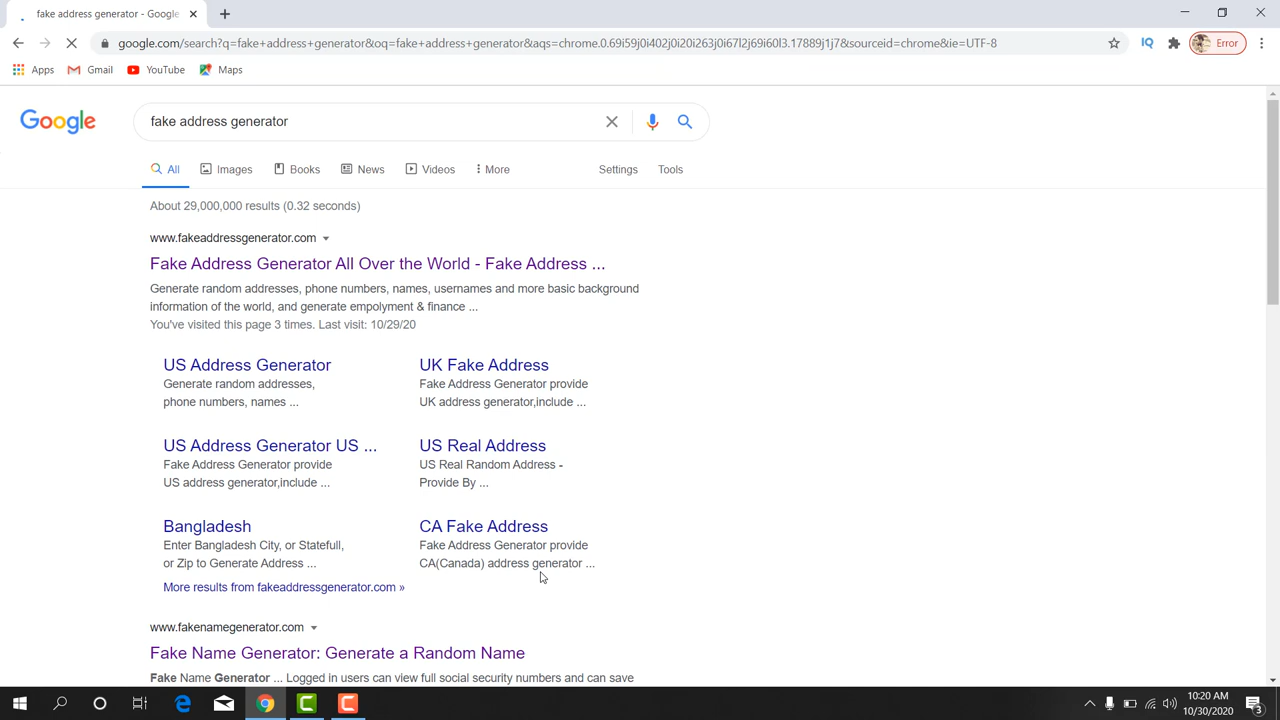 fake address generator - Google
google.com/search?q=fake+address+generator&oq=fake+address+generator&aqs=chrome.0.69i59j0i402j0i20i263j0i67l2j69i60l3.17889j1j7&sourceid=chrome&ie=UTF-8
IQ
Error
Apps
Gmail
YouTube
Maps
Google
fake address generator
All
Images
Books
News
Videos
More
Settings
Tools
About 29,000,000 results (0.32 seconds)
www.fakeaddressgenerator.com
Fake Address Generator All Over the World - Fake Address ...
Generate random addresses, phone numbers, names, usernames and more basic background
information of the world, and generate empolyment & finance ...
You've visited this page 3 times. Last visit: 10/29/20
US Address Generator
Generate random addresses,
phone numbers, names ...
UK Fake Address
Fake Address Generator provide
UK address generator,include ...
US Address Generator US ...
Fake Address Generator provide
US address generator,include ...
US Real Address
US Real Random Address -
Provide By ...
Bangladesh
Enter Bangladesh City, or Statefull,
or Zip to Generate Address ...
CA Fake Address
Fake Address Generator provide
CA(Canada) address generator ...
More results from fakeaddressgenerator.com »
www.fakenamegenerator.com
Fake Name Generator: Generate a Random Name
Fake Name Generator ... Logged in users can view full social security numbers and can save
10:20 AM
10/30/2020
3